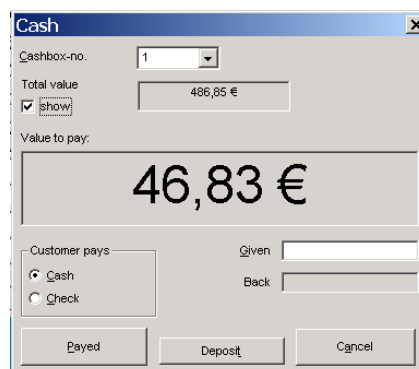 Cash
Cashbox-no. 1
Total value
486,85 €
show
Value to pay:
46,83 €
Customer pays
Given
Cash
Back
Check
Payed
Deposit
Cancel